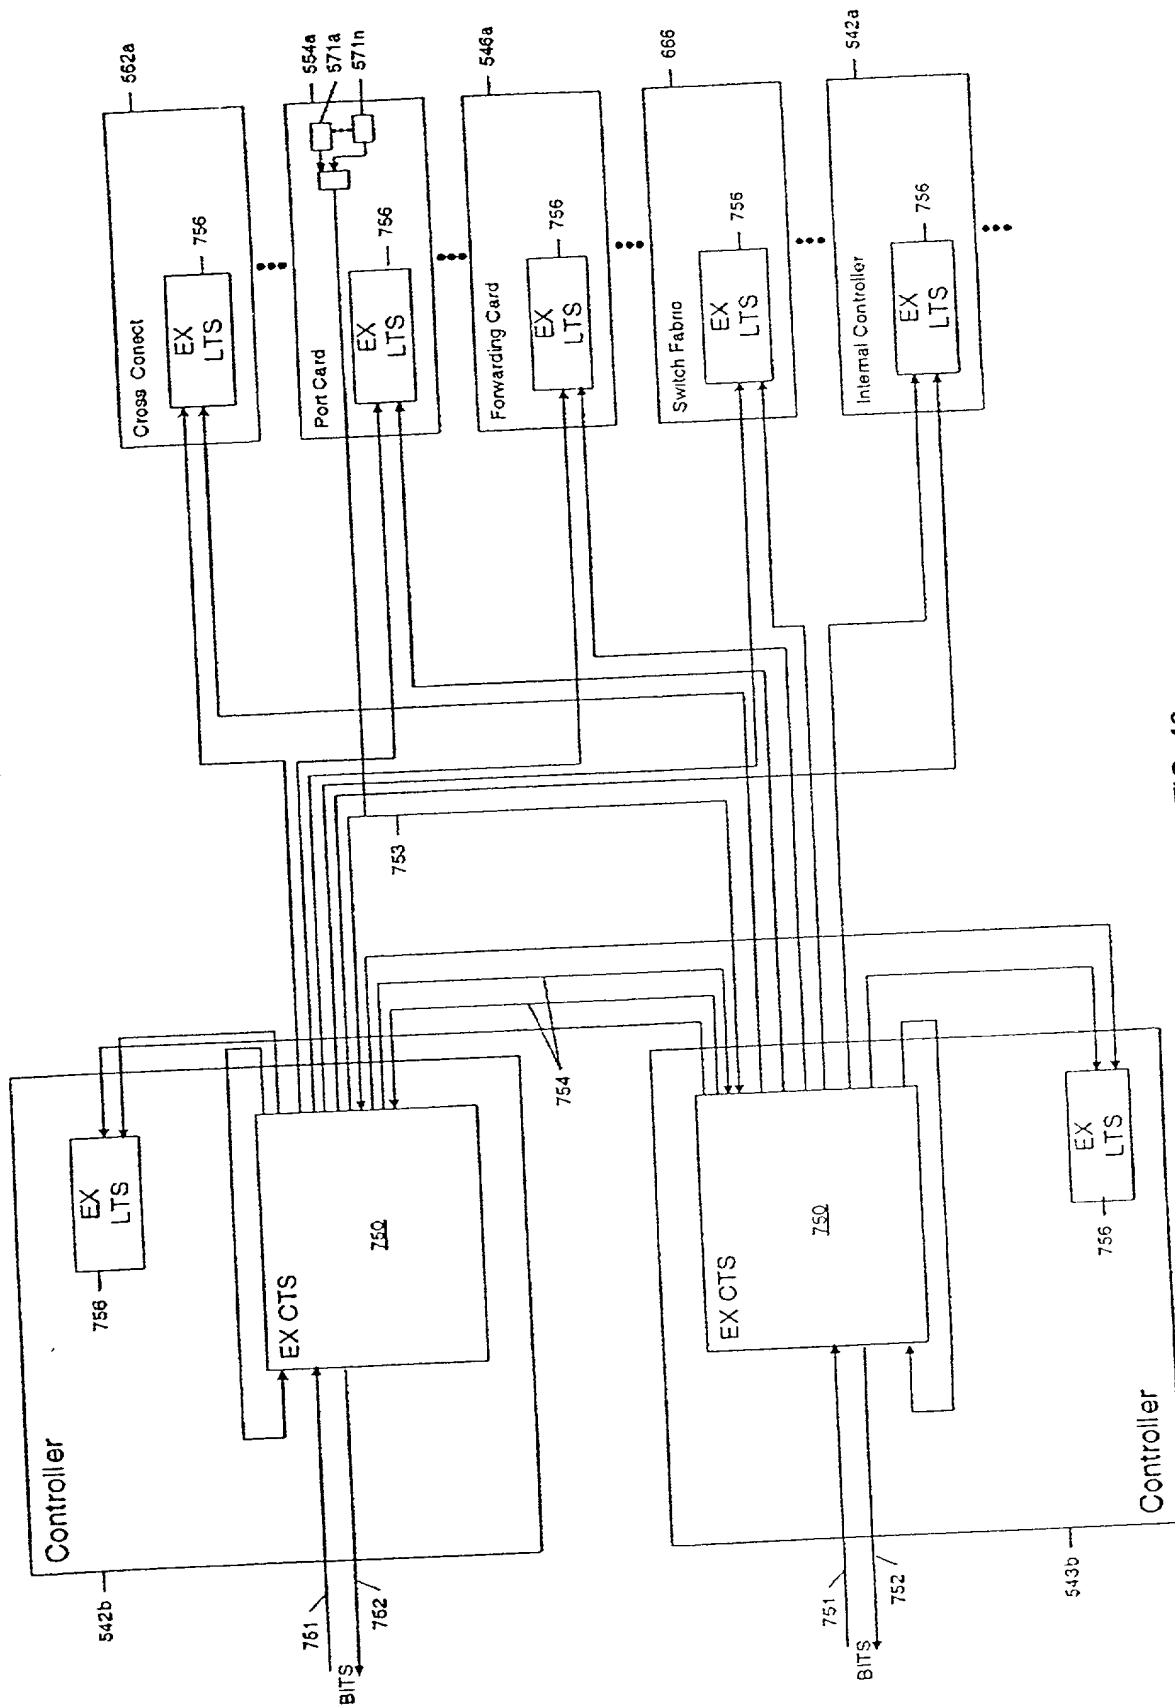 Controller
542b
EX
LTS
756
EX CTS
750
751
BITS
752
754
753
Cross Conect
562a
EX
LTS
756
Port Card
554a
571a
571n
EX
LTS
756
Forwarding Card
546a
EX
LTS
756
Switch Fabric
666
EX
LTS
756
Internal Controller
542a
EX
LTS
756
EX CTS
750
EX
LTS
756
751
BITS
752
Controller
543b